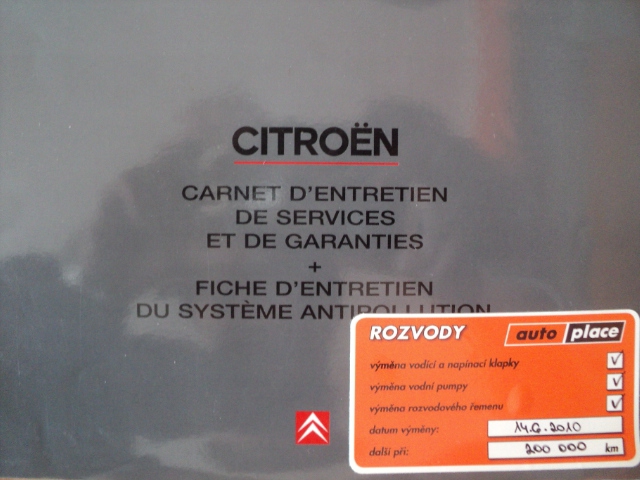 CITROËN
CARNET D'ENTRETIEN
DE SERVICES
ET DE GARANTIES
+
FICHE D'ENTRETIEN
DU SYSTÈME ANTIPOLLUTION
ROZVODY auto place
výměna vodicí a napínací klapky
výměna vodní pumpy
výměna rozvodového řemenu
datum výměny: 14.6.2010
další při: 200 000 km